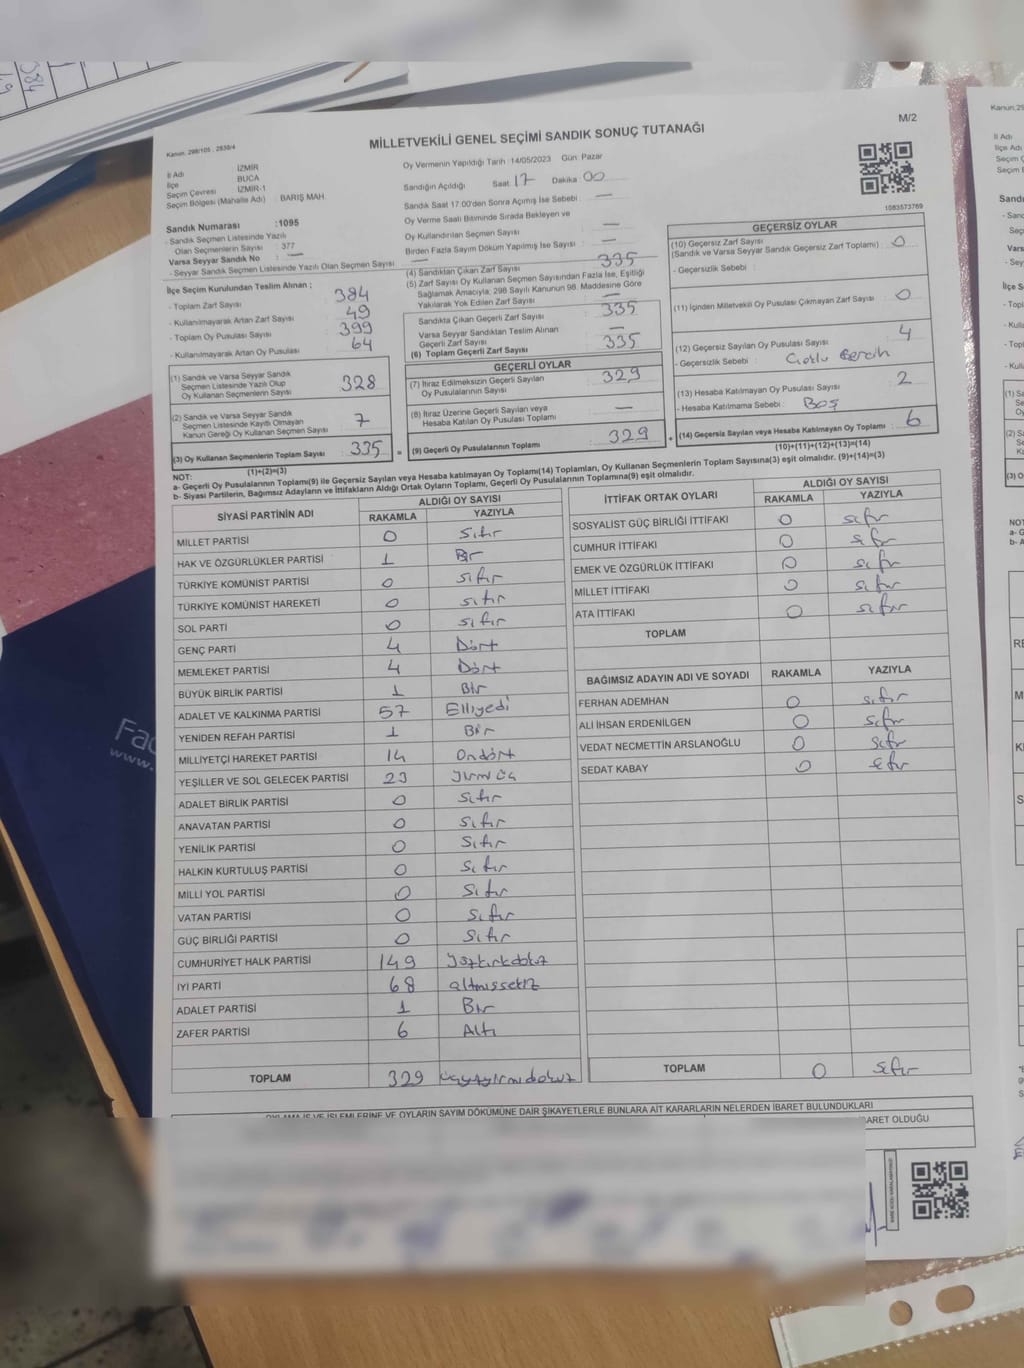 584
49
M/2
Kanun: 298/105 ; 2839/4
MİLLETVEKİLİ GENEL SEÇİMİ SANDIK SONUÇ TUTANAĞI
İl Adı İZMİR
İlçe BUCA
Seçim Çevresi İZMİR-1
Seçim Bölgesi (Mahalle Adı) : BARIŞ MAH.
Oy Vermenin Yapıldığı Tarih : 14/05/2023 Gün: Pazar
Sandığın Açıldığı Saat 17 Dakika 00
Sandık Saat 17.00'den Sonra Açılmış İse Sebebi : —
Oy Verme Saati Bitiminde Sırada Bekleyen ve
Oy Kullandırılan Seçmen Sayısı : —
Birden Fazla Sayım Döküm Yapılmış İse Sayısı : —
1083573769
Sandık Numarası : 1095
- Sandık Seçmen Listesinde Yazılı
Olan Seçmenlerin Sayısı : 377
Varsa Seyyar Sandık No : —
- Seyyar Sandık Seçmen Listesinde Yazılı Olan Seçmen Sayısı : —
İlçe Seçim Kurulundan Teslim Alınan ;
- Toplam Zarf Sayısı : 384
- Kullanılmayarak Artan Zarf Sayısı : 49
- Toplam Oy Pusulası Sayısı : 399
- Kullanılmayarak Artan Oy Pusulası : 64
(1) Sandık ve Varsa Seyyar Sandık
Seçmen Listesinde Yazılı Olup
Oy Kullanan Seçmenlerin Sayısı : 328
(2) Sandık ve Varsa Seyyar Sandık
Seçmen Listesinde Kayıtlı Olmayan
Kanun Gereği Oy Kullanan Seçmen Sayısı : 7
(3) Oy Kullanan Seçmenlerin Toplam Sayısı : 335
(1)+(2)=(3)
(4) Sandıktan Çıkan Zarf Sayısı : 335
(5) Zarf Sayısı Oy Kullanan Seçmen Sayısından Fazla İse, Eşitliği
Sağlamak Amacıyla; 298 Sayılı Kanunun 98. Maddesine Göre
Yakılarak Yok Edilen Zarf Sayısı : —
Sandıkta Çıkan Geçerli Zarf Sayısı : 335
Varsa Seyyar Sandıktan Teslim Alınan
Geçerli Zarf Sayısı : —
(6) Toplam Geçerli Zarf Sayısı : 335
GEÇERLİ OYLAR
(7) İtiraz Edilmeksizin Geçerli Sayılan
Oy Pusulalarının Sayısı : 329
(8) İtiraz Üzerine Geçerli Sayılan veya
Hesaba Katılan Oy Pusulası Toplamı : —
(9) Geçerli Oy Pusulalarının Toplamı : 329
GEÇERSİZ OYLAR
(10) Geçersiz Zarf Sayısı
(Sandık ve Varsa Seyyar Sandık Geçersiz Zarf Toplamı) : 0
- Geçersizlik Sebebi :
(11) İçinden Milletvekili Oy Pusulası Çıkmayan Zarf Sayısı : 0
(12) Geçersiz Sayılan Oy Pusulası Sayısı : 4
- Geçersizlik Sebebi :
(13) Hesaba Katılmayan Oy Pusulası Sayısı : 2
- Hesaba Katılmama Sebebi : Boş
(14) Geçersiz Sayılan veya Hesaba Katılmayan Oy Toplamı : 6
(10)+(11)+(12)+(13)=(14)
NOT:
a- Geçerli Oy Pusulalarının Toplamı(9) ile Geçersiz Sayılan veya Hesaba katılmayan Oy Toplamı(14) Toplamları, Oy Kullanan Seçmenlerin Toplam Sayısına(3) eşit olmalıdır. (9)+(14)=(3)
b- Siyasi Partilerin, Bağımsız Adayların ve İttifakların Aldığı Ortak Oyların Toplamı, Geçerli Oy Pusulalarının Toplamına(9) eşit olmalıdır.
SİYASİ PARTİNİN ADI ALDIĞI OY SAYISI
RAKAMLA YAZIYLA
MİLLET PARTİSİ 0 Sıfır
HAK VE ÖZGÜRLÜKLER PARTİSİ 1 Bir
TÜRKİYE KOMÜNİST PARTİSİ 0 sıfır
TÜRKİYE KOMÜNİST HAREKETİ 0 sıfır
SOL PARTİ 0 sıfır
GENÇ PARTİ 4 Dört
MEMLEKET PARTİSİ 4 Dört
BÜYÜK BİRLİK PARTİSİ 1 Bir
ADALET VE KALKINMA PARTİSİ 57 Elliyedi
YENİDEN REFAH PARTİSİ 1 Bir
MİLLİYETÇİ HAREKET PARTİSİ 14 Ondört
YEŞİLLER VE SOL GELECEK PARTİSİ 23 Yirmi üç
ADALET BİRLİK PARTİSİ 0 Sıfır
ANAVATAN PARTİSİ 0 Sıfır
YENİLİK PARTİSİ 0 Sıfır
HALKIN KURTULUŞ PARTİSİ 0 Sıfır
MİLLİ YOL PARTİSİ 0 Sıfır
VATAN PARTİSİ 0 Sıfır
GÜÇ BİRLİĞİ PARTİSİ 0 Sıfır
CUMHURİYET HALK PARTİSİ 149 Yüzkırkdokuz
İYİ PARTİ 68 altmışsekiz
ADALET PARTİSİ 1 Bir
ZAFER PARTİSİ 6 Altı
TOPLAM 329 üçyüzyirmidokuz
İTTİFAK ORTAK OYLARI ALDIĞI OY SAYISI
RAKAMLA YAZIYLA
SOSYALİST GÜÇ BİRLİĞİ İTTİFAKI 0 sıfır
CUMHUR İTTİFAKI 0 sıfır
EMEK VE ÖZGÜRLÜK İTTİFAKI 0 sıfır
MİLLET İTTİFAKI 0 sıfır
ATA İTTİFAKI 0 sıfır
TOPLAM
BAĞIMSIZ ADAYIN ADI VE SOYADI RAKAMLA YAZIYLA
FERHAN ADEMHAN 0 sıfır
ALİ İHSAN ERDENİLGEN 0 sıfır
VEDAT NECMETTİN ARSLANOĞLU 0 sıfır
SEDAT KABAY 0 sıfır
TOPLAM 0 sıfır
OYLAMA İŞ VE İŞLEMLERİNE VE OYLARIN SAYIM DÖKÜMÜNE DAİR ŞİKAYETLERLE BUNLARA AİT KARARLARIN NELERDEN İBARET BULUNDUKLARI
BARET OLDUĞU
www.
Kanun: 29
İl Adı
İlçe Adı
Seçim Ç
Seçim